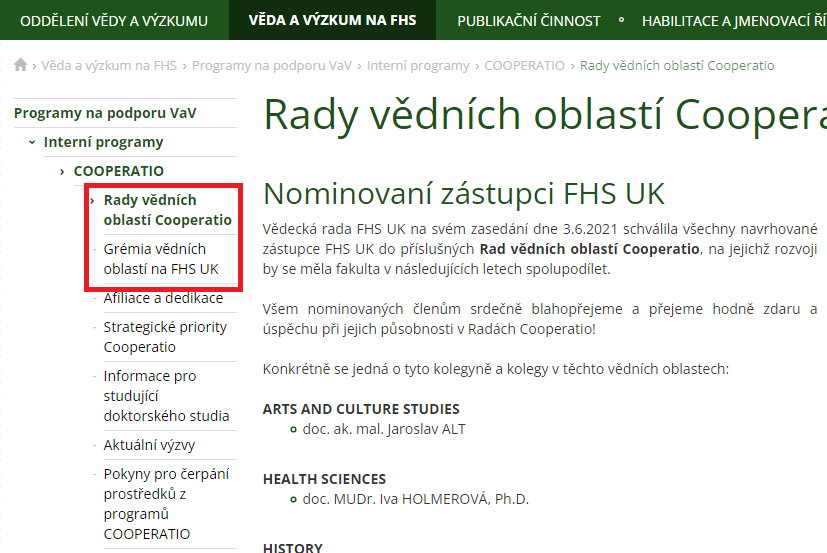 ODDĚLENÍ VĚDY A VÝZKUMU
VĚDA A VÝZKUM NA FHS
PUBLIKAČNÍ ČINNOST
HABILITACE A JMENOVACÍ
Věda a výzkum na FHS › Programy na podporu VaV › Interní programy › COOPERATIO › Rady vědních oblastí Cooperatio
Programy na podporu VaV
Interní programy
COOPERATIO
Rady vědních
oblastí Cooperatio
Grémia vědních
oblastí na FHS UK
Afiliace a dedikace
Strategické priority
Cooperatio
Informace pro
studující
doktorského studia
Aktuální výzvy
Pokyny pro čerpání
prostředků z
programů
COOPERATIO
Rady vědních oblastí Coopera
Nominovaní zástupci FHS UK
Vědecká rada FHS UK na svém zasedání dne 3.6.2021 schválila všechny navrhované
zástupce FHS UK do příslušných Rad vědních oblastí Cooperatio, na jejichž rozvoji
by se měla fakulta v následujících letech spolupodílet.
Všem nominovaných členům srdečně blahopřejeme a přejeme hodně zdaru a
úspěchu při jejich působnosti v Radách Cooperatio!
Konkrétně se jedná o tyto kolegyně a kolegy v těchto vědních oblastech:
ARTS AND CULTURE STUDIES
doc. ak. mal. Jaroslav ALT
HEALTH SCIENCES
doc. MUDr. Iva HOLMEROVÁ, Ph.D.
HISTORY